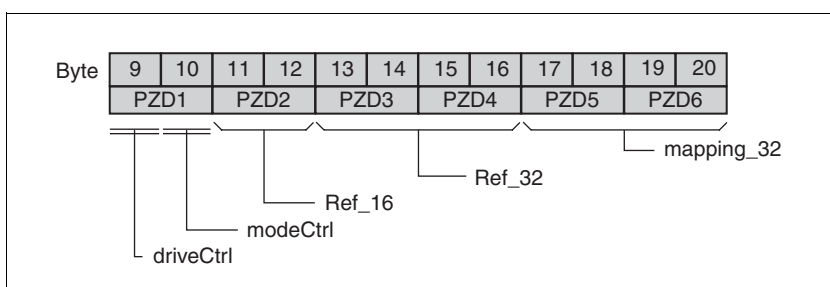 Byte 9 10 11 12 13 14 15 16 17 18 19 20
PZD1 PZD2 PZD3 PZD4 PZD5 PZD6
mapping_32
Ref_32
Ref_16
modeCtrl
driveCtrl